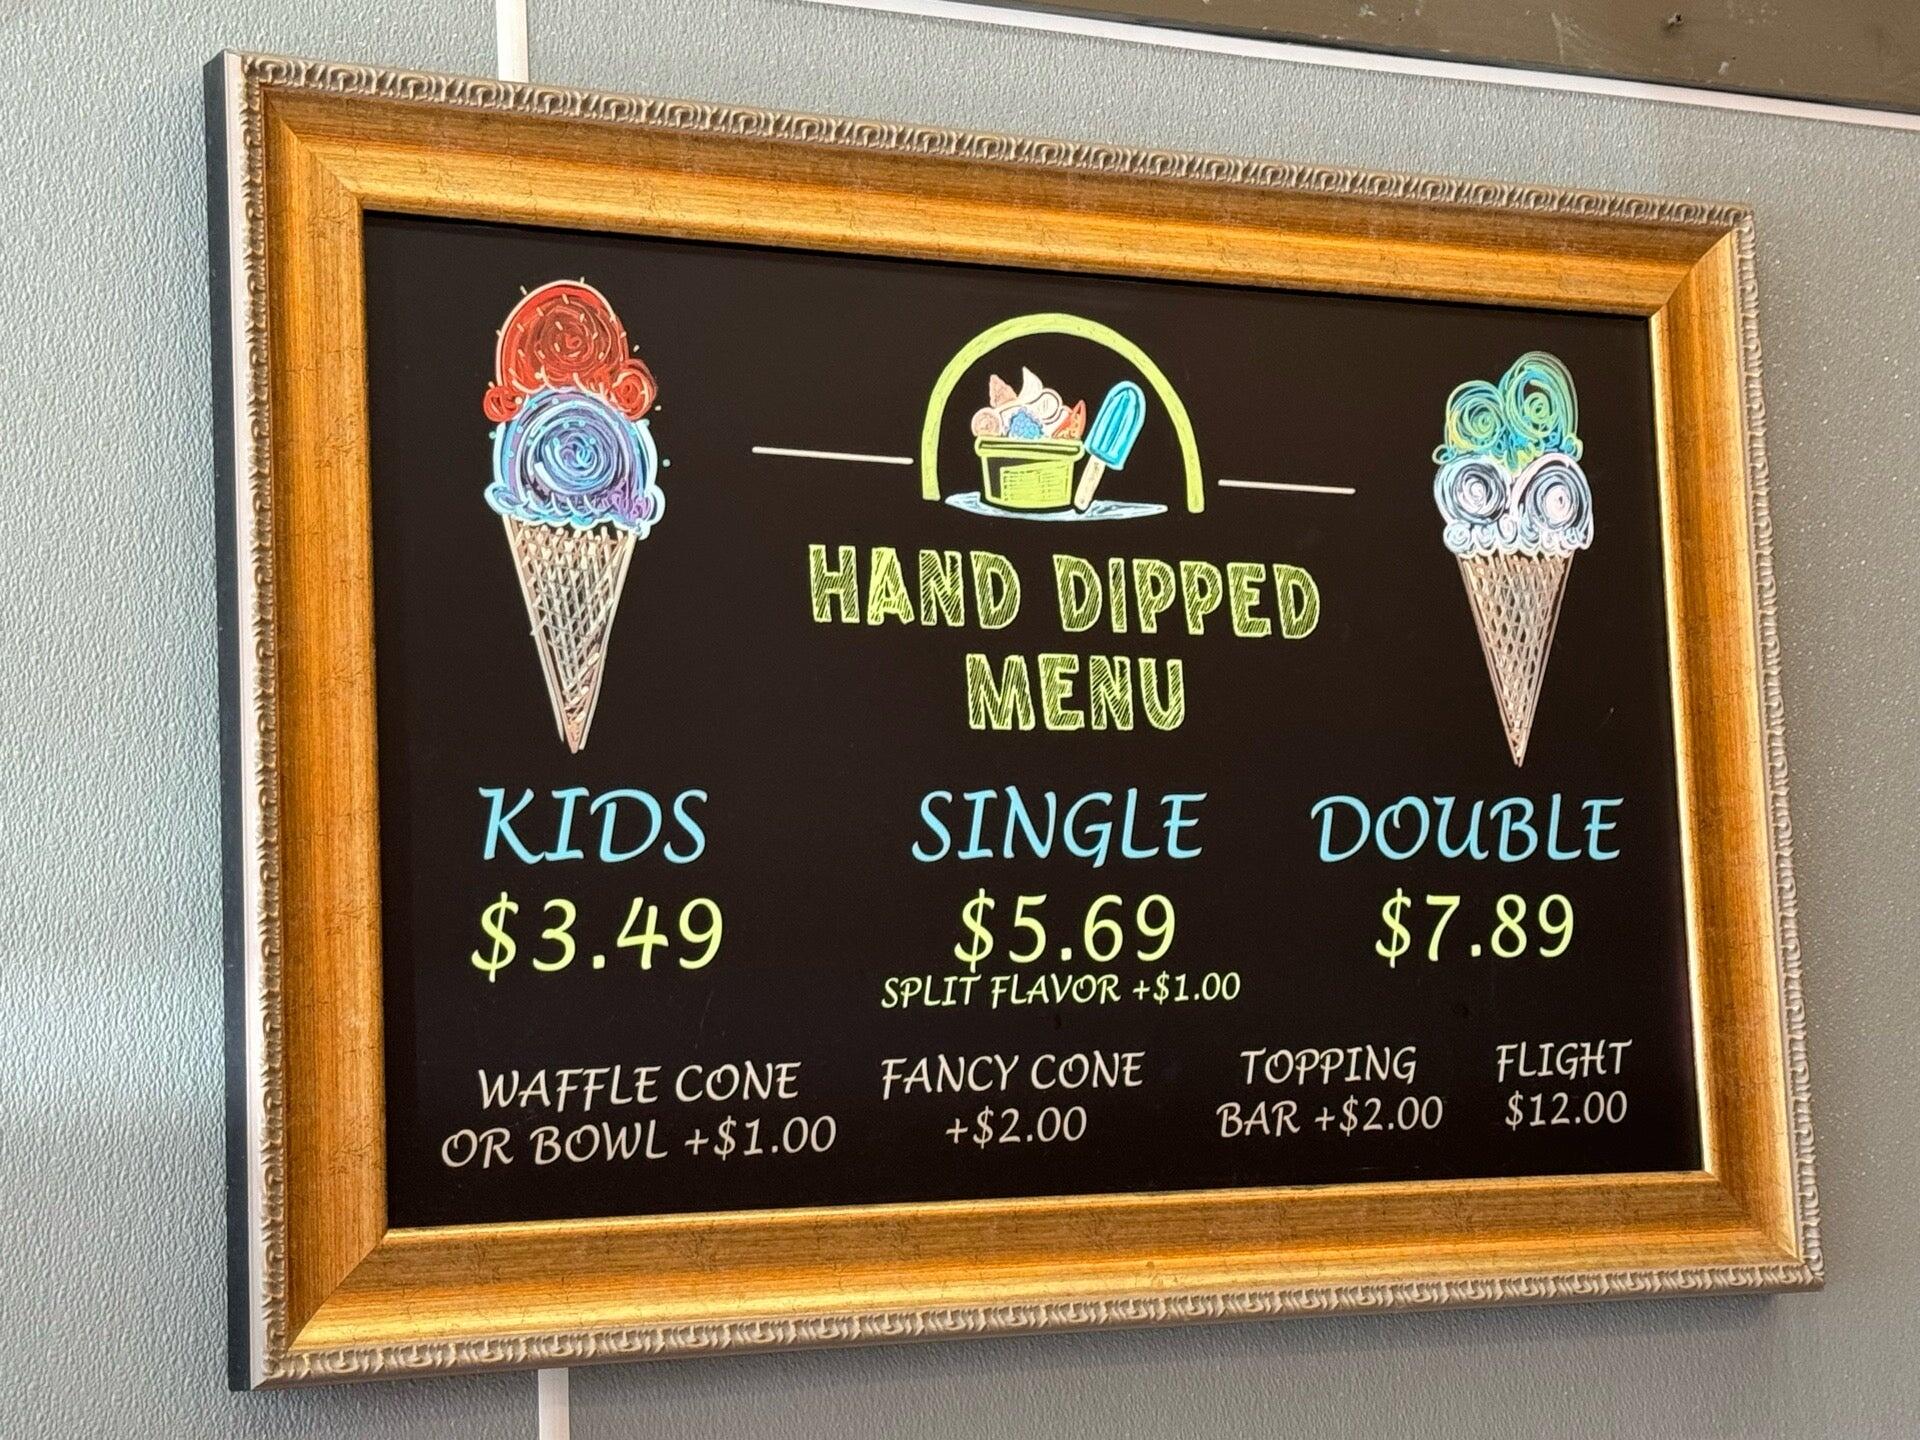 HAND DIPPED
MENU
KIDS
$3.49
SINGLE
$5.69
SPLIT FLAVOR +$1.00
DOUBLE
$7.89
WAFFLE CONE
OR BOWL +$1.00
FANCY CONE
+$2.00
TOPPING
BAR +$2.00
FLIGHT
$12.00